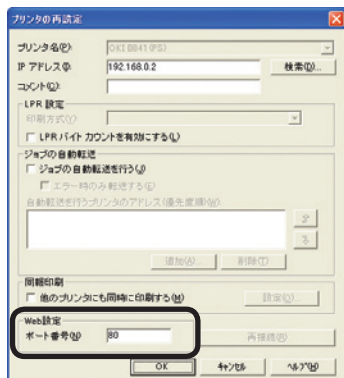 プリンタの再設定
プリンタ名(P): OKI B841(PS)
IP アドレス(I): 192.168.0.2 検索(D)...
コメント(C):
LPR 設定
印刷方式(Y):
LPRバイトカウントを有効にする(L)
ジョブの自動転送
ジョブの自動転送を行う(J)
エラー時のみ転送する(E)
自動転送を行うプリンタのアドレス(優先度順)(W):
追加(A)... 削除(T)
同報印刷
他のプリンタにも同時に印刷する(M) 設定(O)...
Web設定
ポート番号(N) 80 再接続(R)
OK キャンセル ヘルプ(H)